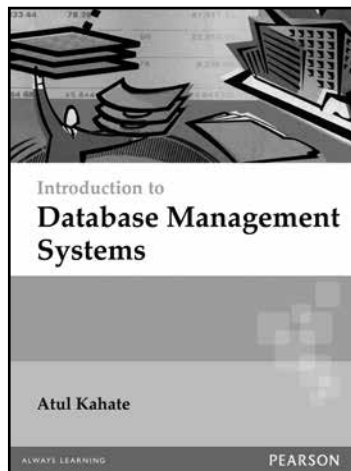 Introduction to
Database Management
Systems
Atul Kahate
ALWAYS LEARNING
PEARSON